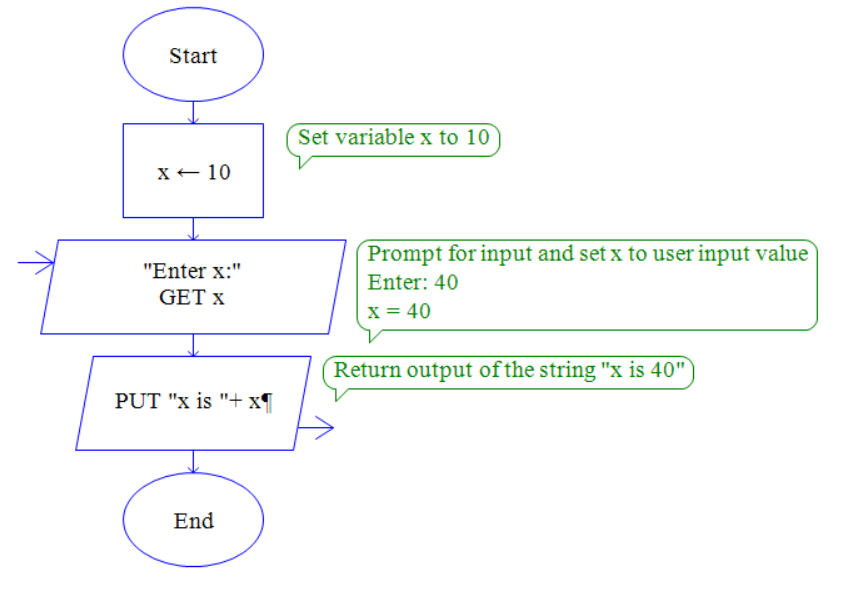 Start
x ← 10
Set variable x to 10
"Enter x:"
GET x
Prompt for input and set x to user input value
Enter: 40
x = 40
PUT "x is "+ x¶
Return output of the string "x is 40"
End